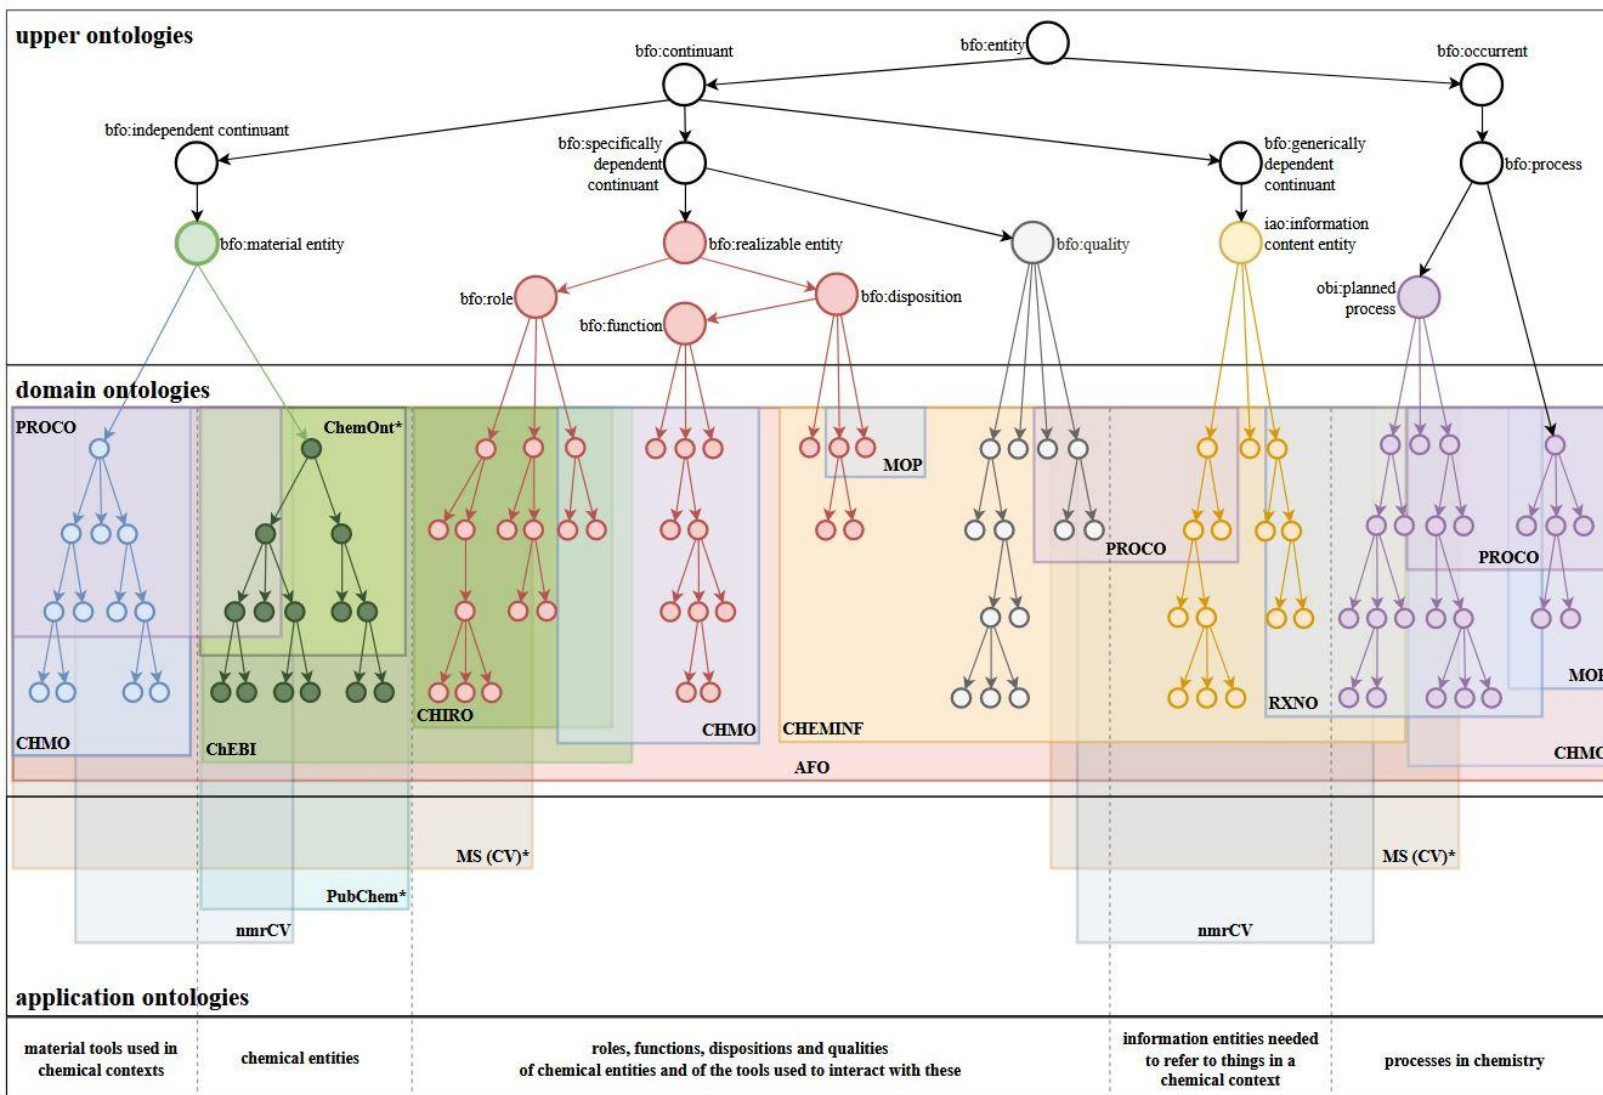 upper ontologies
bfo:entity
bfo:continuant
bfo:occurrent
bfo:independent continuant
bfo:specifically
dependent
continuant
bfo:generically
dependent
continuant
bfo:process
bfo:material entity
bfo:realizable entity
bfo:quality
iao:information
content entity
bfo:role
bfo:disposition
obi:planned
process
bfo:function
domain ontologies
PROCO
ChemOnt*
MOP
PROCO
PROCO
MOP
CHMO
ChEBI
CHIRO
CHMO
CHEMINF
RXNO
CHMO
AFO
MS (CV)*
MS (CV)*
PubChem*
nmrCV
nmrCV
application ontologies
material tools used in
chemical contexts
chemical entities
roles, functions, dispositions and qualities
of chemical entities and of the tools used to interact with these
information entities needed
to refer to things in a
chemical context
processes in chemistry